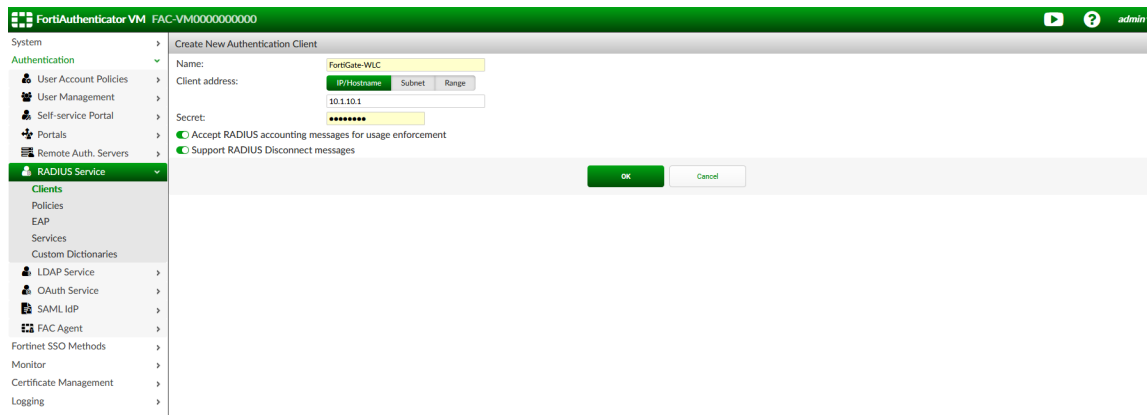 FortiAuthenticator VM FAC-VM0000000000
admin
System
Authentication
User Account Policies
User Management
Self-service Portal
Portals
Remote Auth. Servers
RADIUS Service
Clients
Policies
EAP
Services
Custom Dictionaries
LDAP Service
OAuth Service
SAML IdP
FAC Agent
Fortinet SSO Methods
Monitor
Certificate Management
Logging
Create New Authentication Client
Name: FortiGate-WLC
Client address: IP/Hostname Subnet Range
10.1.10.1
Secret: ••••••••
Accept RADIUS accounting messages for usage enforcement
Support RADIUS Disconnect messages
OK Cancel